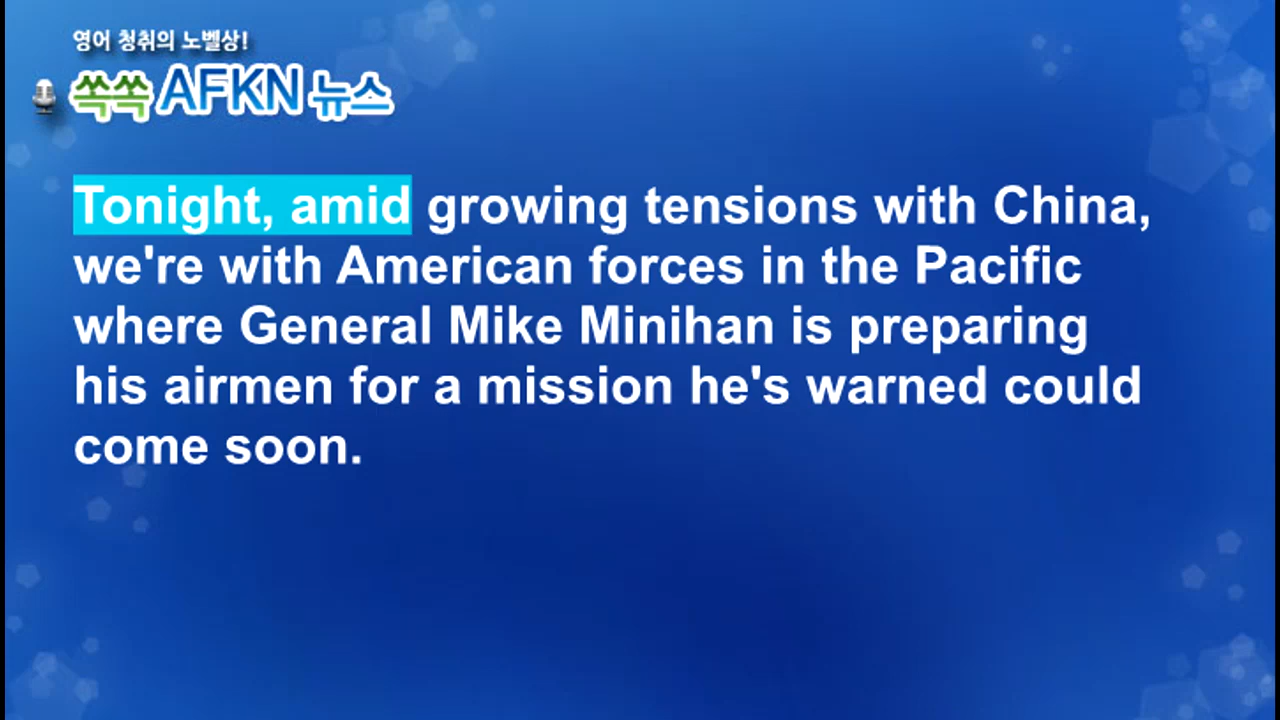 영어 청취의 노벨상!
쏙쏙 AFKN 뉴스
Tonight, amid growing tensions with China,
we're with American forces in the Pacific
where General Mike Minihan is preparing
his airmen for a mission he's warned could
come soon.